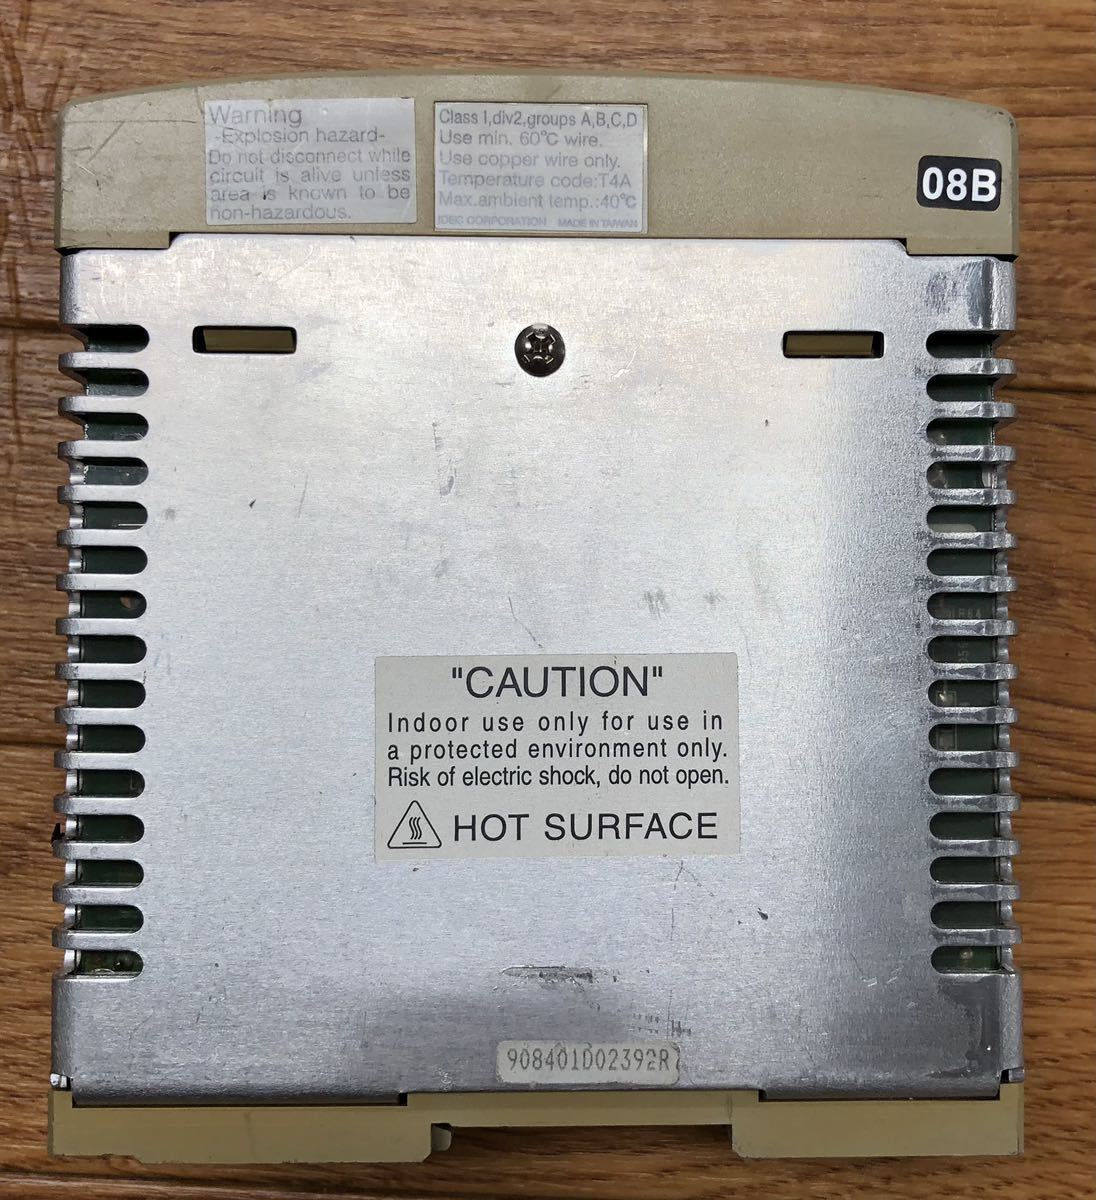 Warning
-Explosion hazard-
Do not disconnect while
circuit is alive unless
area is known to be
non-hazardous.
Class I,div2,groups A,B,C,D
Use min. 60°C wire.
Use copper wire only.
Temperature code:T4A
Max.ambient temp.:40°C
IDEC CORPORATION MADE IN TAIWAN
08B
"CAUTION"
Indoor use only for use in
a protected environment only.
Risk of electric shock, do not open.
HOT SURFACE
908401D02392R